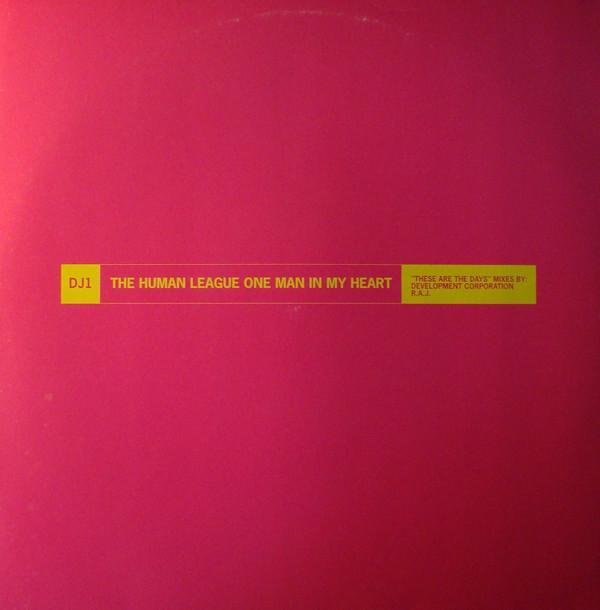 DJ1
THE HUMAN LEAGUE ONE MAN IN MY HEART
"THESE ARE THE DAYS" MIXES BY:
DEVELOPMENT CORPORATION
R.A.J.